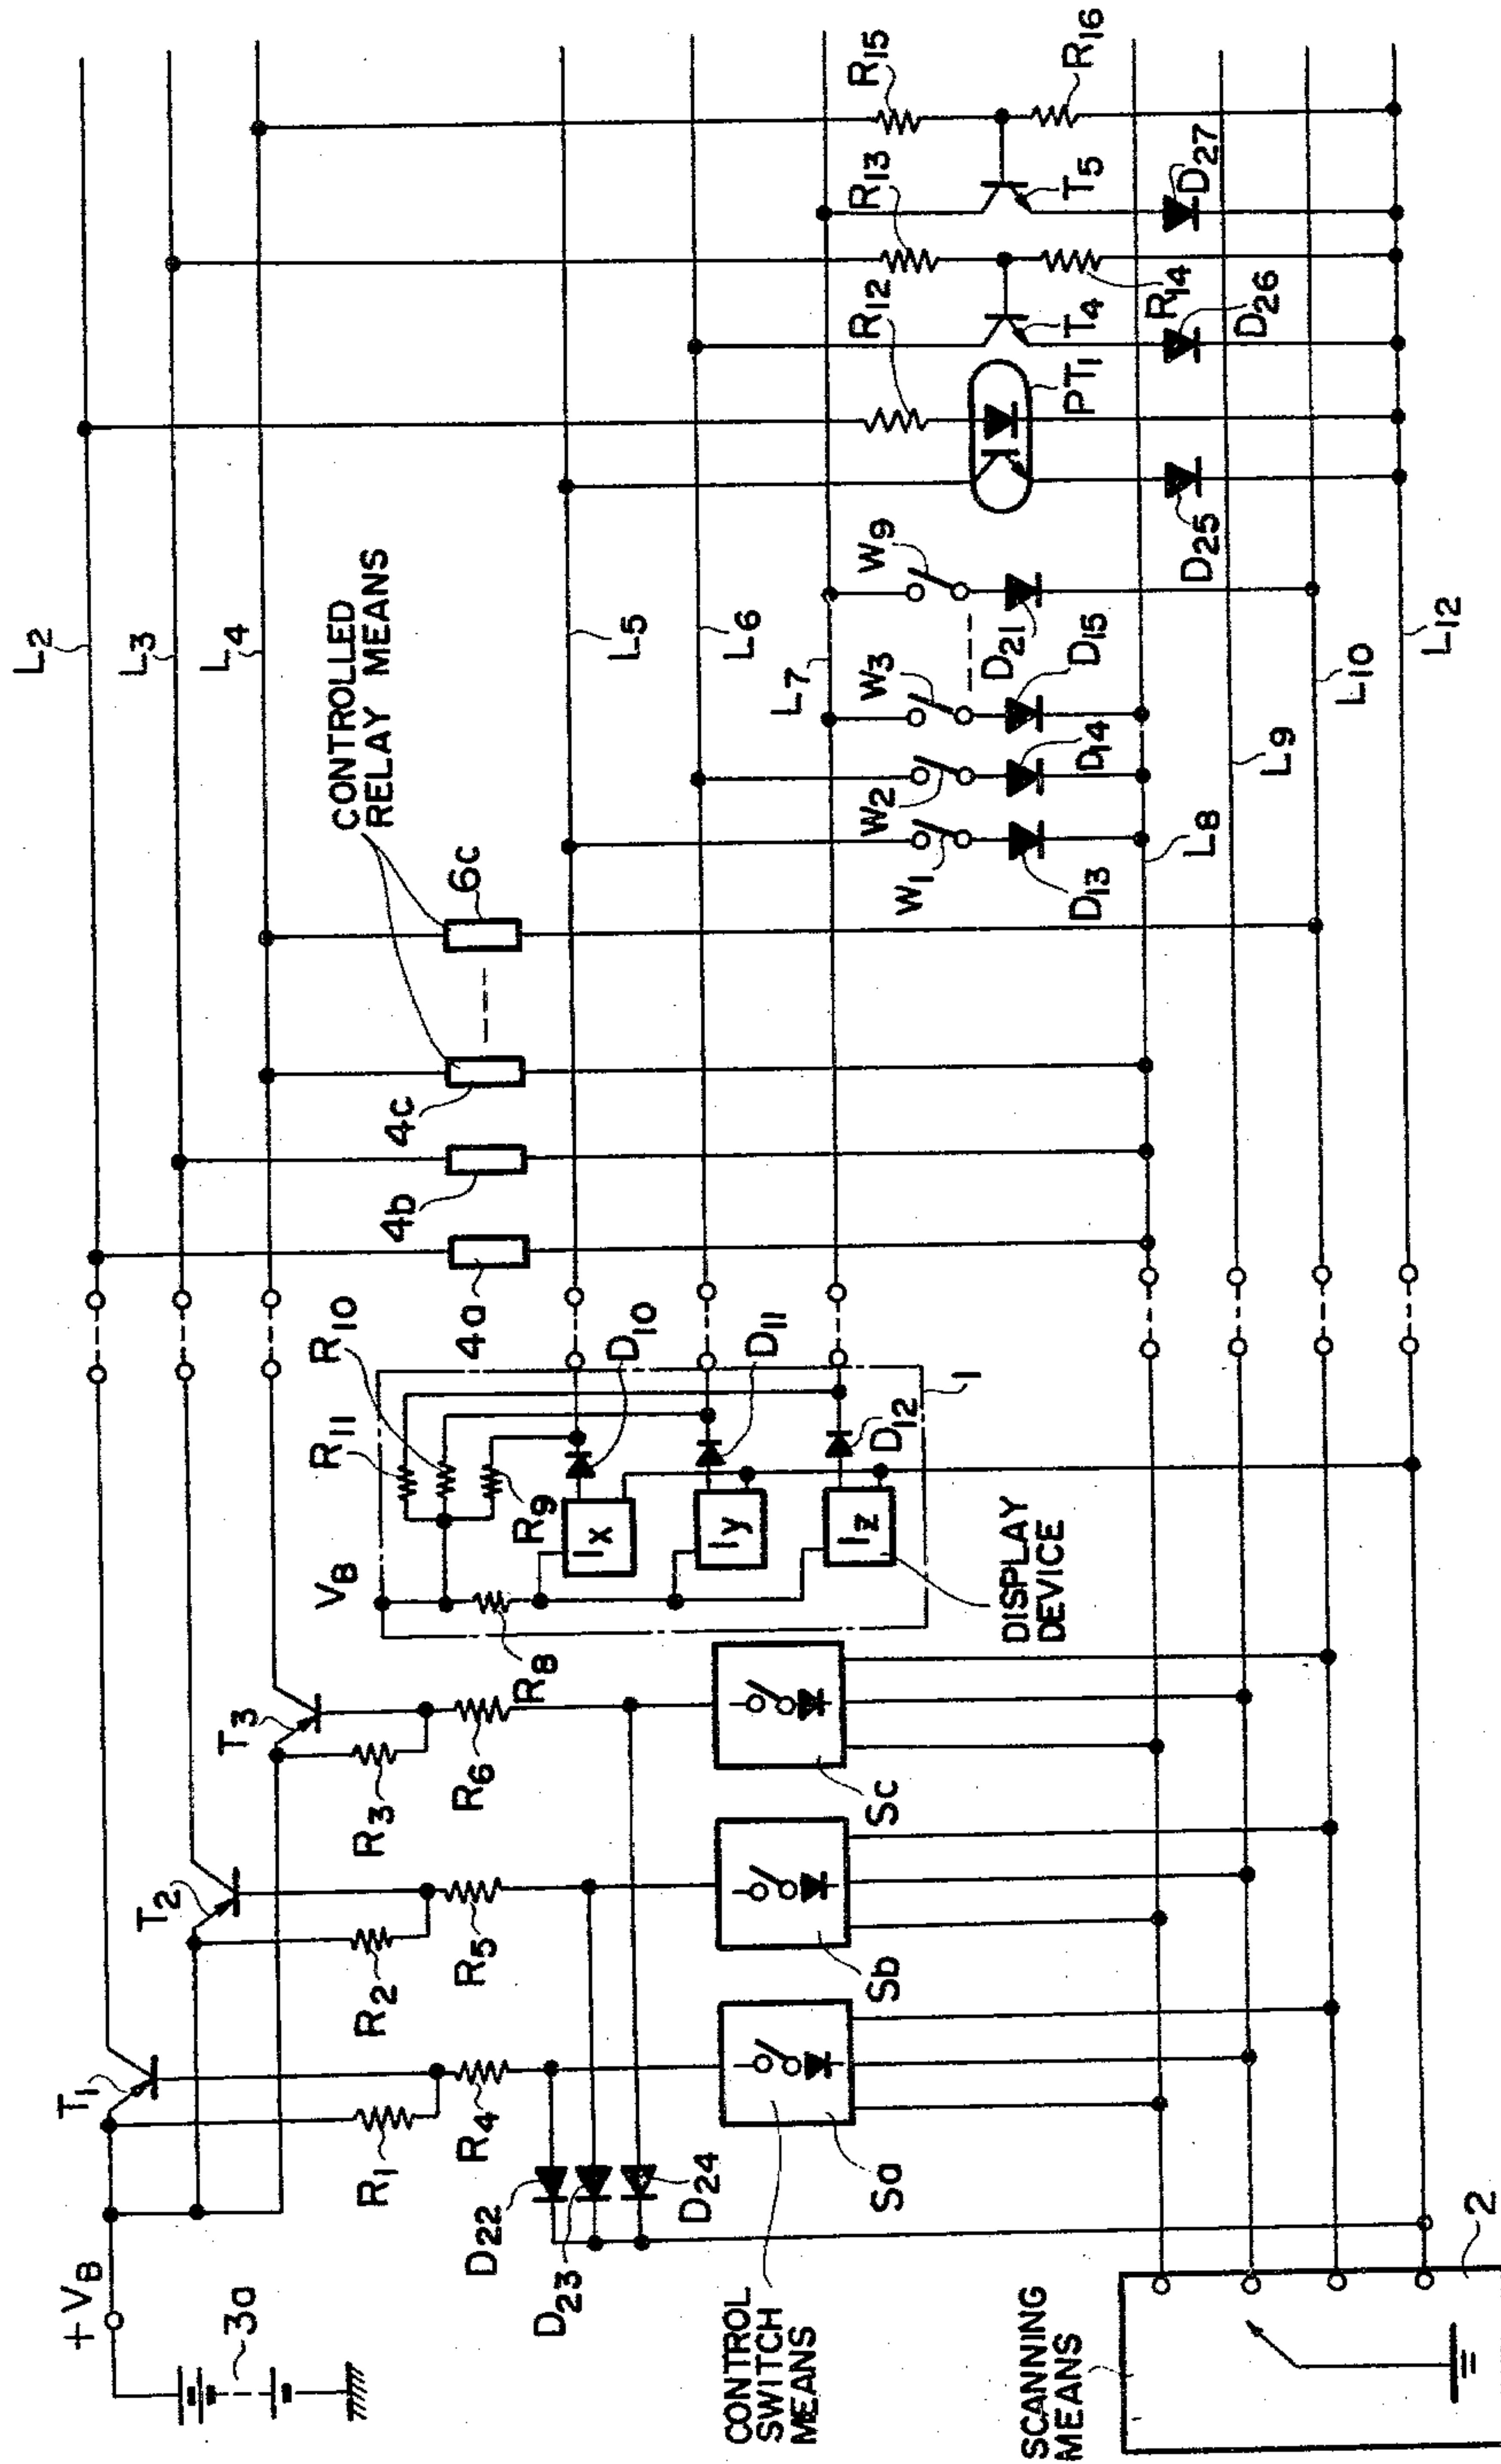 +VB
3a
T1
T2
T3
R1
R2
R3
R4
R5
R6
D22
D23
D24
CONTROL
SWITCH
MEANS
Sa
Sb
Sc
SCANNING
MEANS
2
VB
R8
R9
R10
R11
Ix
Iy
Iz
D10
D11
D12
1
DISPLAY
DEVICE
4a
4b
4c
6c
CONTROLLED
RELAY MEANS
L2
L3
L4
L5
L6
L7
L8
L9
L10
L12
W1
W2
W3
W9
D13
D14
D15
D21
D25
PT1
R12
T4
R13
R14
D26
T5
D27
R15
R16